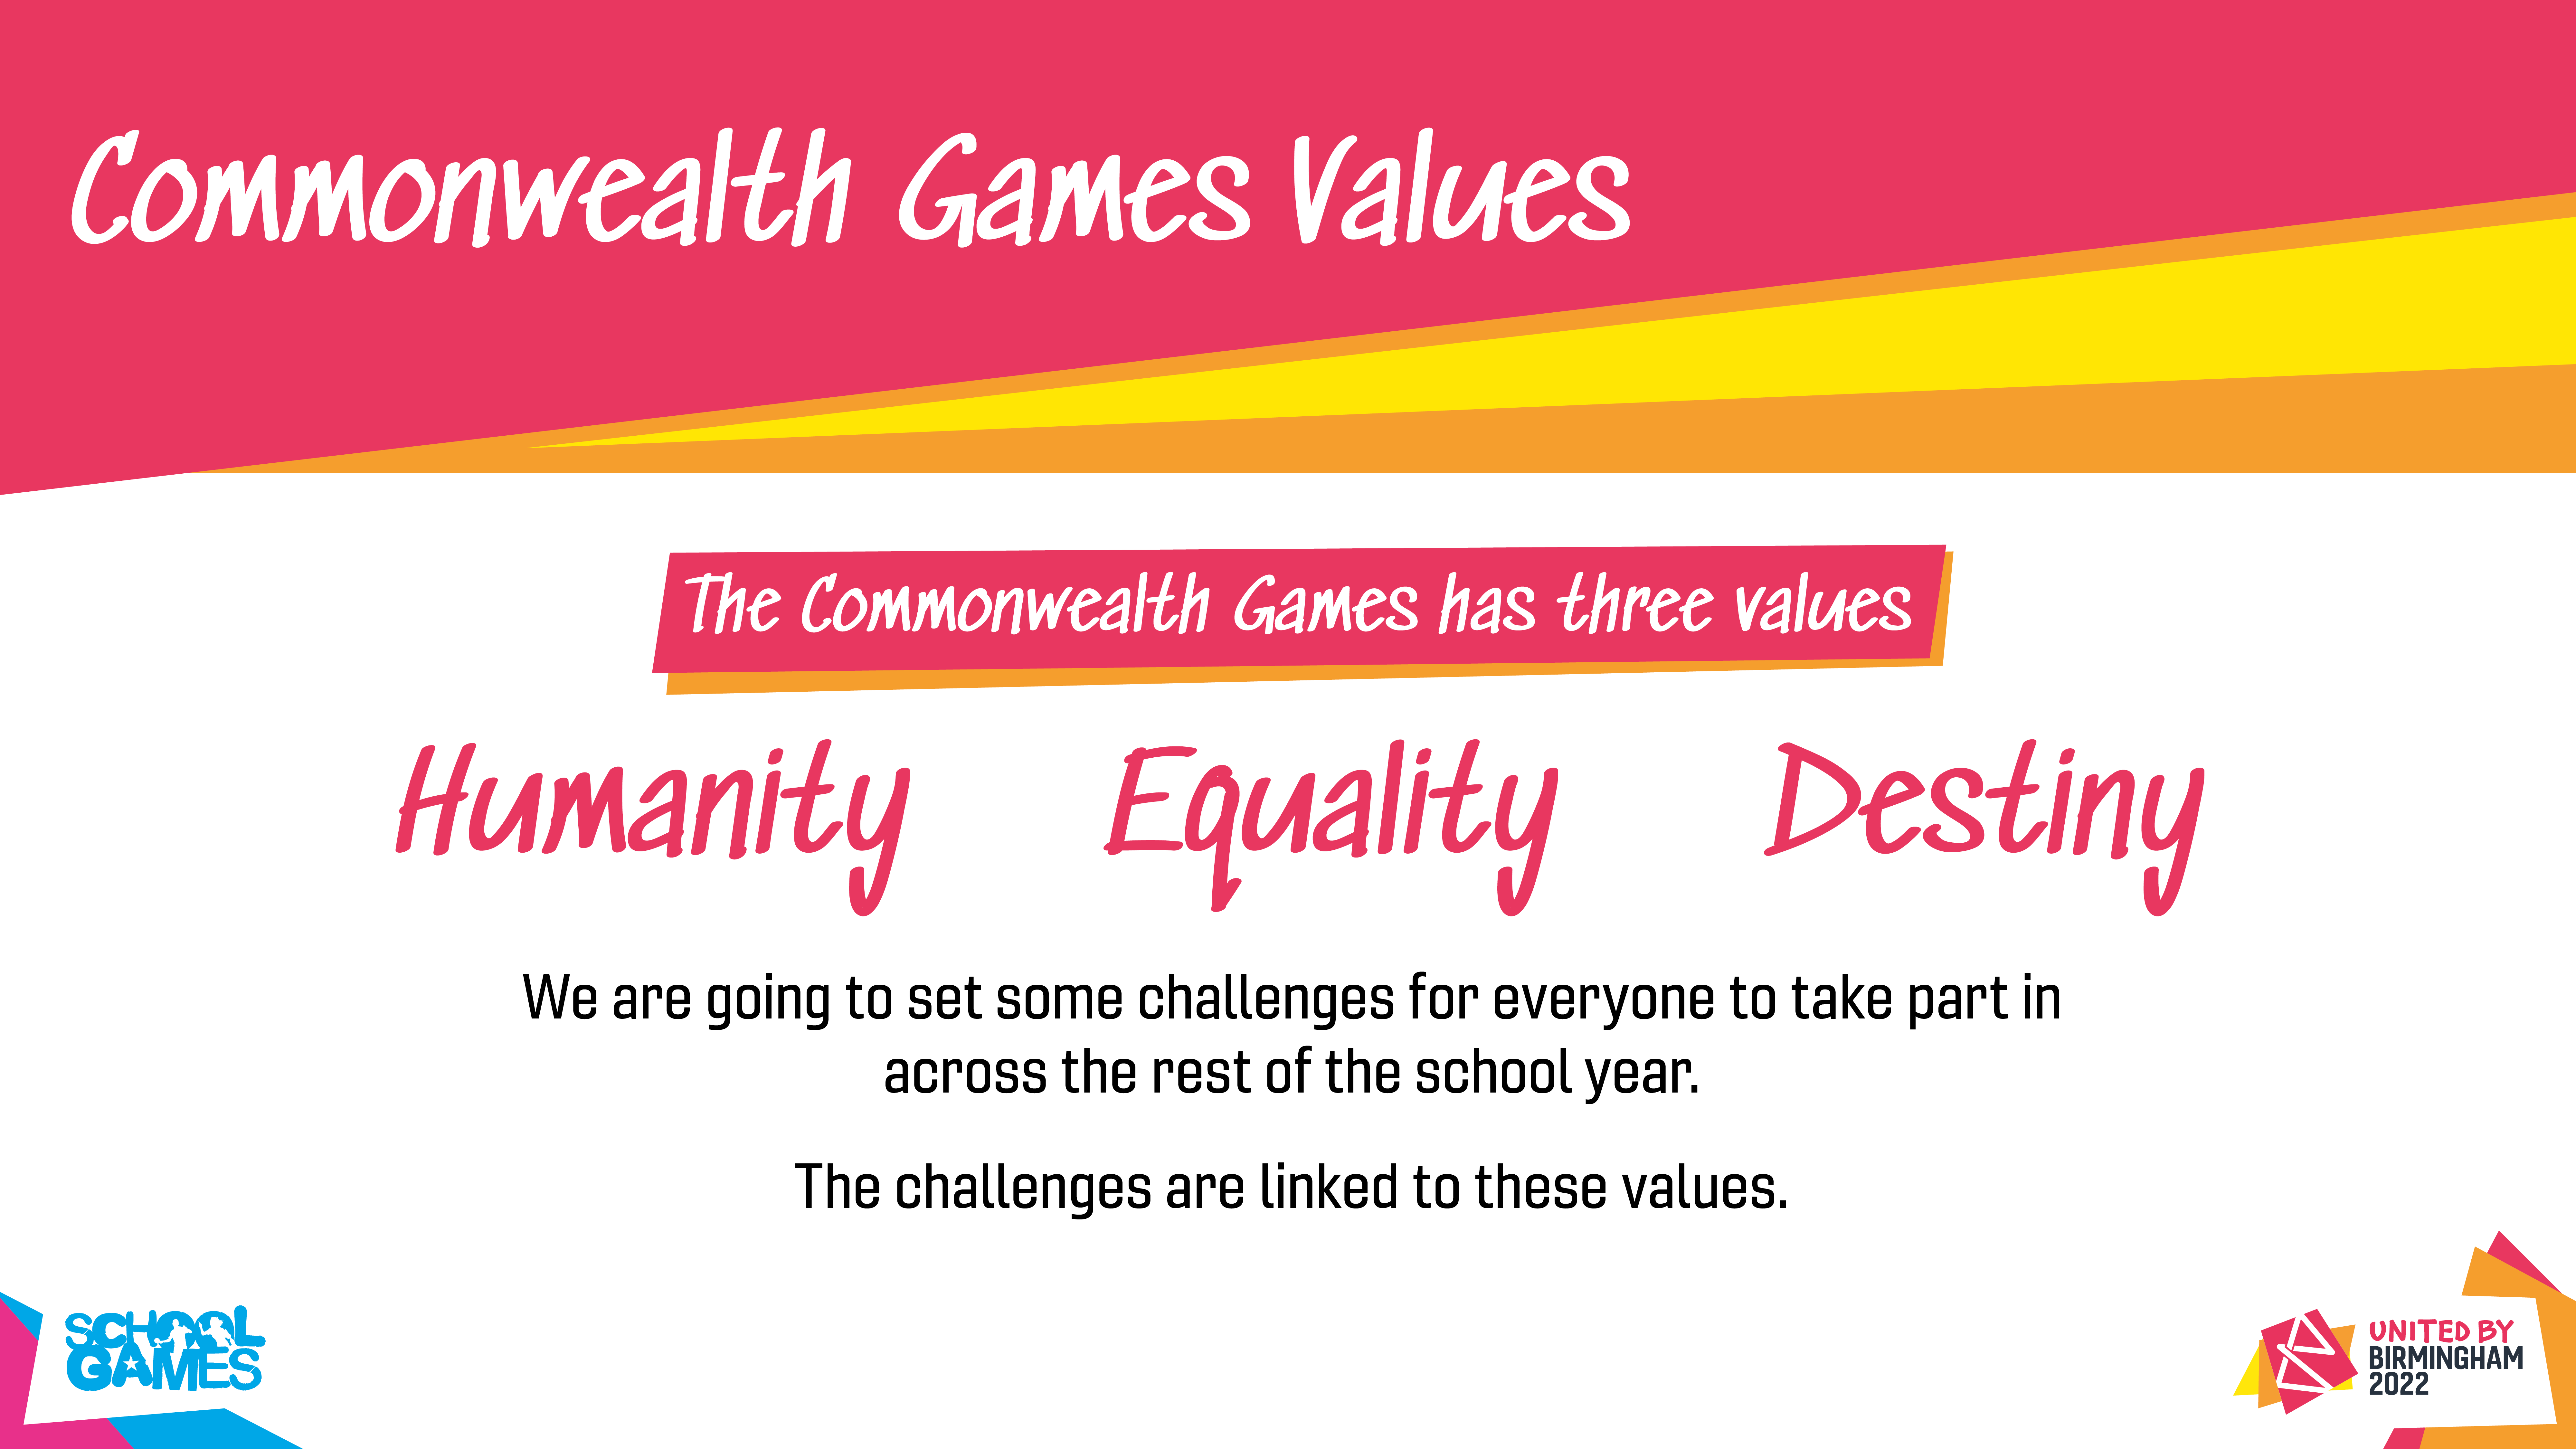 Commonwealth Games Values
The Commonwealth Games has three values
Humanity Equality Destiny
We are going to set some challenges for everyone to take part in
across the rest of the school year.
The challenges are linked to these values.
SCHOOL
GAMES
UNITED BY
BIRMINGHAM
2022